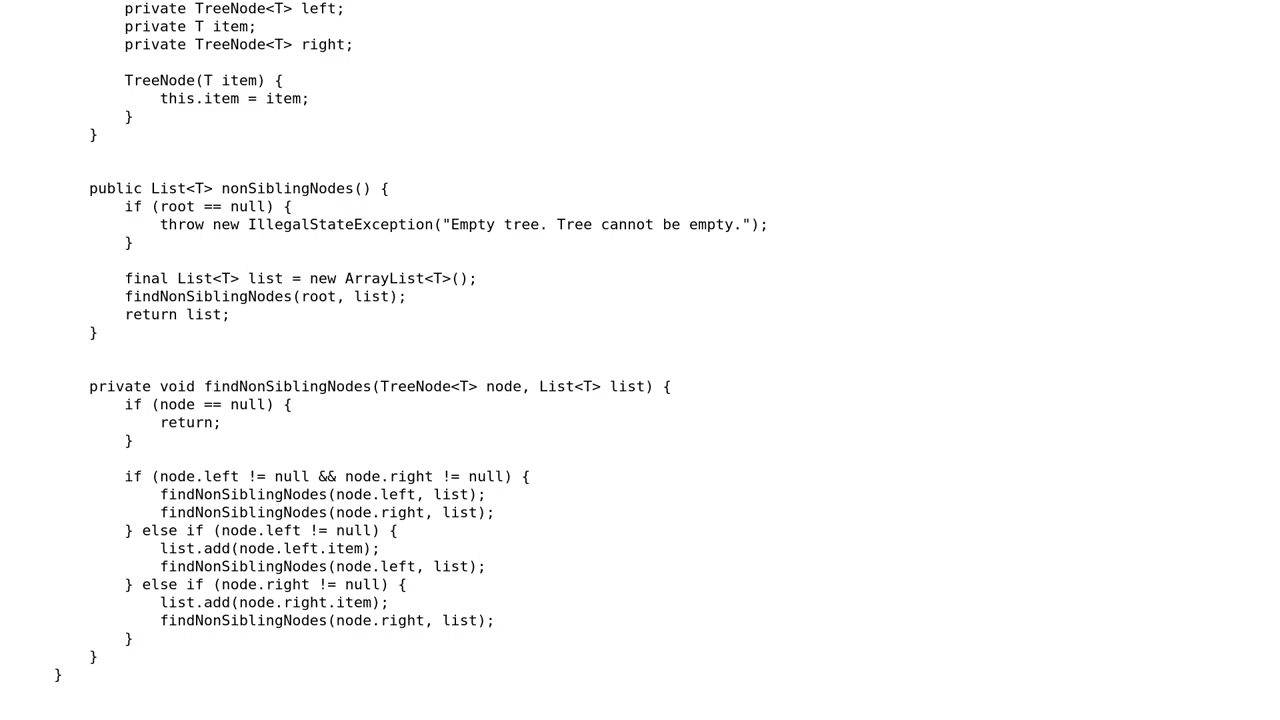 private TreeNode<T> left;
private T item;
private TreeNode<T> right;
TreeNode(T item) {
this.item = item;
}
}
public List<T> nonSiblingNodes() {
if (root == null) {
throw new IllegalStateException("Empty tree. Tree cannot be empty.");
}
final List<T> list = new ArrayList<T>();
findNonSiblingNodes(root, list);
return list;
}
private void findNonSiblingNodes(TreeNode<T> node, List<T> list) {
if (node == null) {
return;
}
if (node.left != null && node.right != null) {
findNonSiblingNodes(node.left, list);
findNonSiblingNodes(node.right, list);
} else if (node.left != null) {
list.add(node.left.item);
findNonSiblingNodes(node.left, list);
} else if (node.right != null) {
list.add(node.right.item);
findNonSiblingNodes(node.right, list);
}
}
}